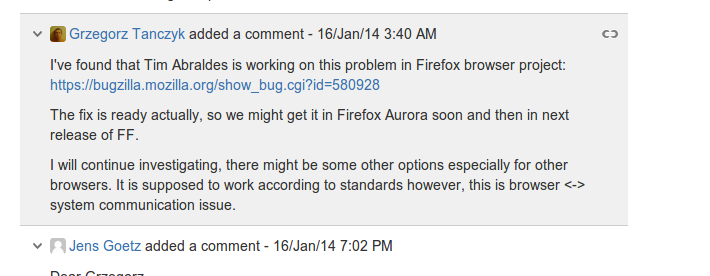 Grzegorz Tanczyk added a comment - 16/Jan/14 3:40 AM
I've found that Tim Abraldes is working on this problem in Firefox browser project:
https://bugzilla.mozilla.org/show_bug.cgi?id=580928
The fix is ready actually, so we might get it in Firefox Aurora soon and then in next
release of FF.
I will continue investigating, there might be some other options especially for other
browsers. It is supposed to work according to standards however, this is browser <->
system communication issue.
Jens Goetz added a comment - 16/Jan/14 7:02 PM
Dear Grzegorz